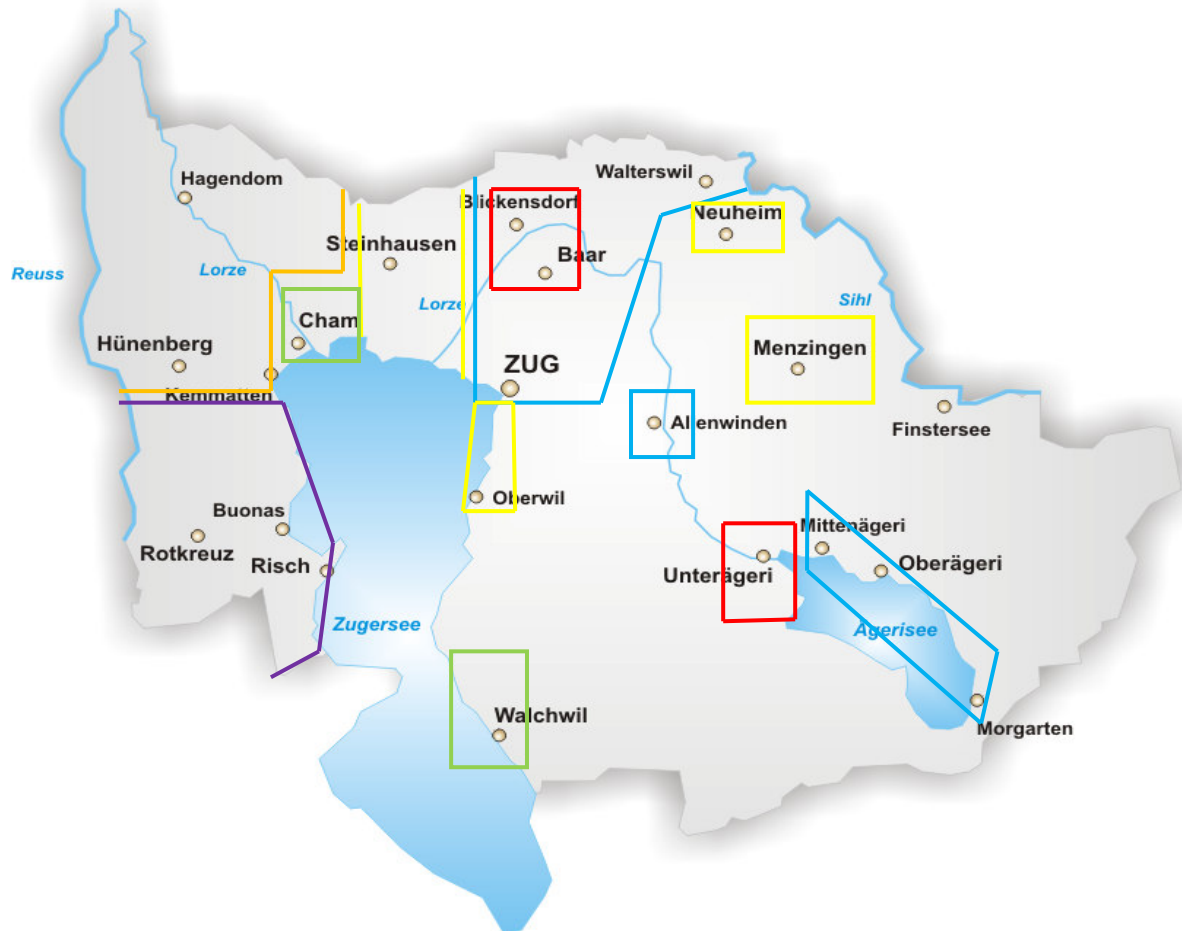 Walterswil
Hagendom
Blickensdorf
Neuheim
Steinhausen
Baar
Reuss
Lorze
Lorze
Sihl
Cham
Hünenberg
Menzingen
ZUG
Kemmatten
Allenwinden
Finstersee
Oberwil
Buonas
Mittenägeri
Rotkreuz
Risch
Unterägeri
Oberägeri
Zugersee
Ägerisee
Walchwil
Morgarten